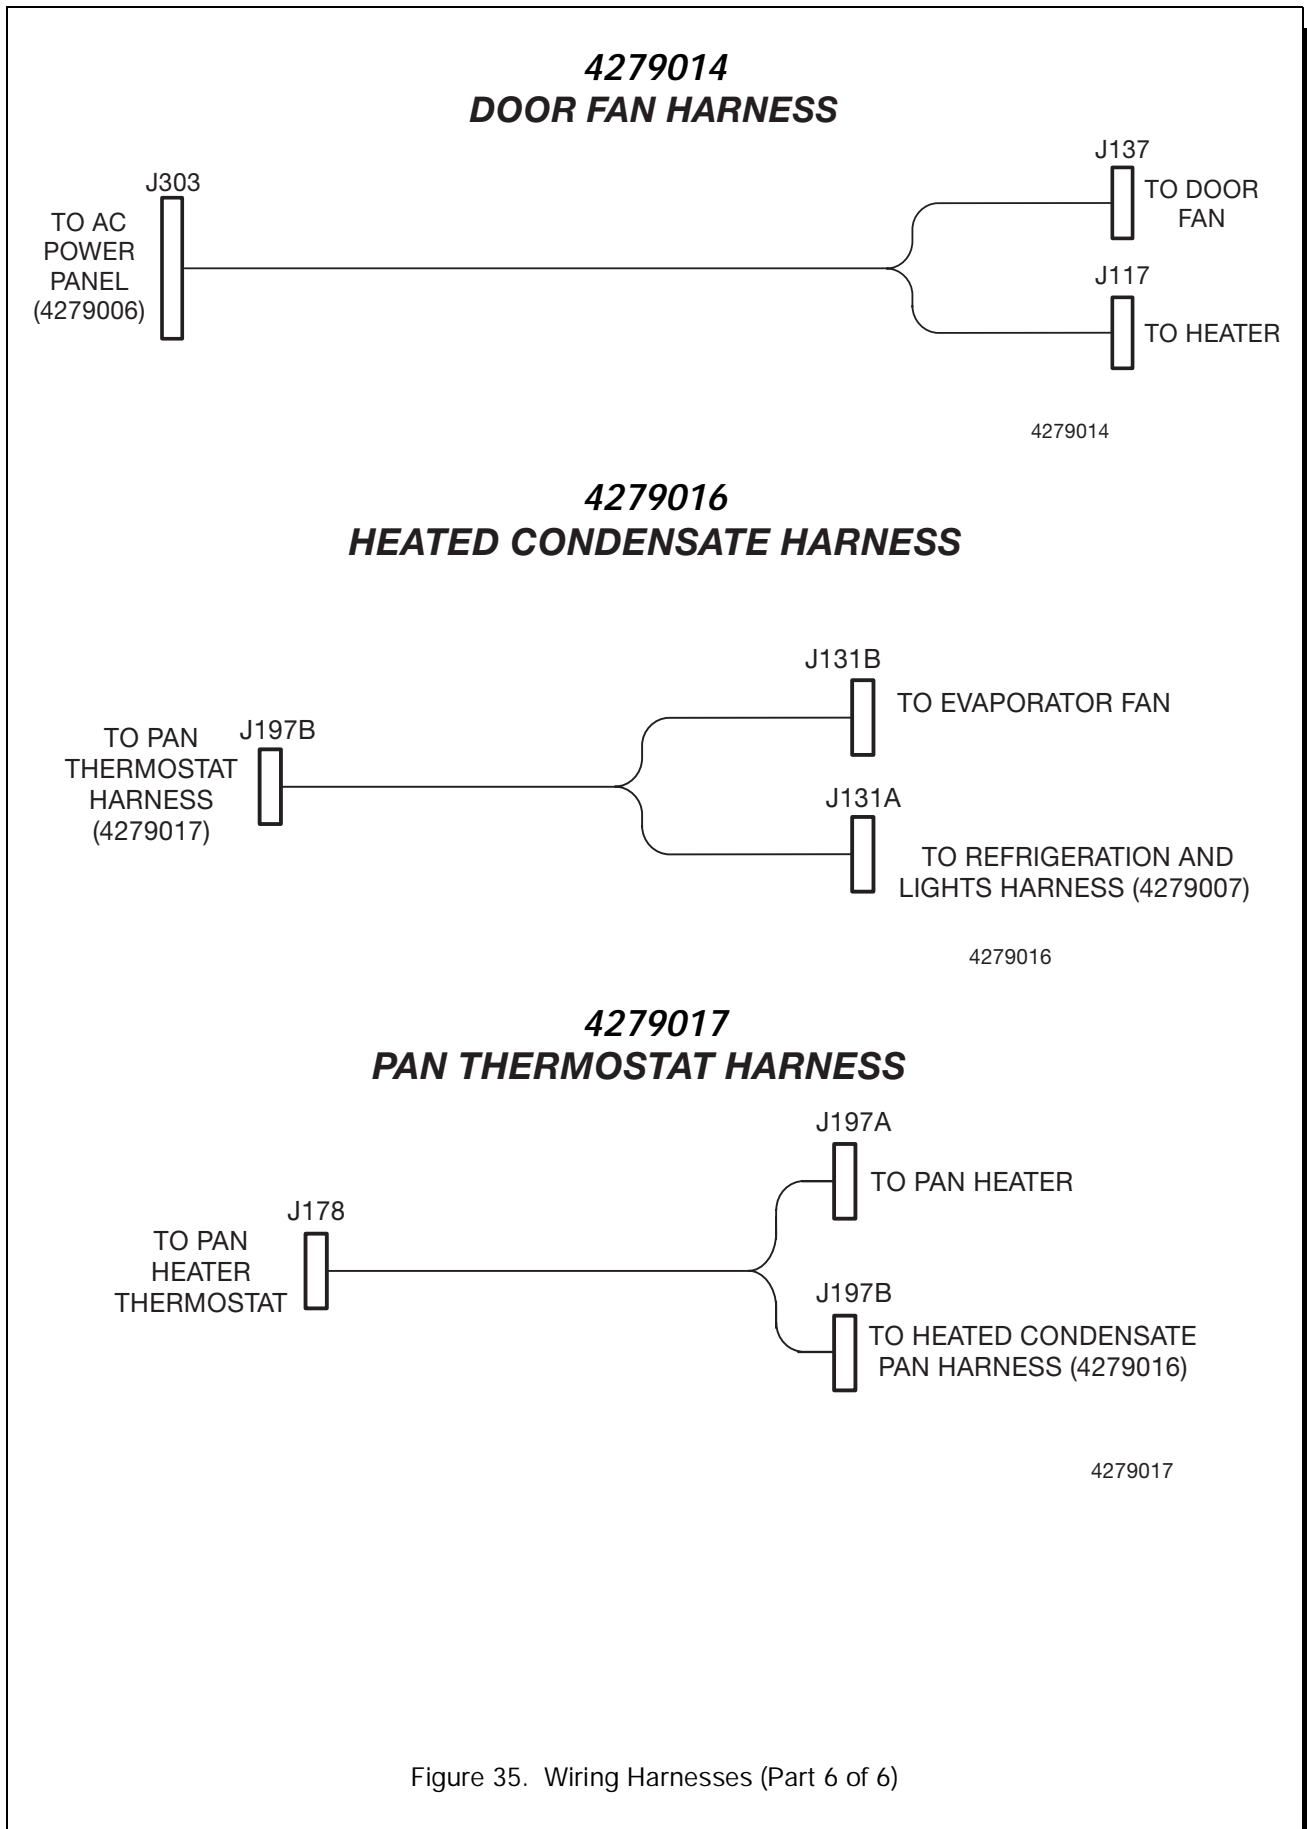 4279014
DOOR FAN HARNESS
J137
J303
TO DOOR
FAN
TO AC
POWER
PANEL
(4279006)
J117
TO HEATER
4279014
4279016
HEATED CONDENSATE HARNESS
J131B
TO EVAPORATOR FAN
J197B
TO PAN
THERMOSTAT
HARNESS
(4279017)
J131A
TO REFRIGERATION AND
LIGHTS HARNESS (4279007)
4279016
4279017
PAN THERMOSTAT HARNESS
J197A
TO PAN HEATER
J178
TO PAN
HEATER
THERMOSTAT
J197B
TO HEATED CONDENSATE
PAN HARNESS (4279016)
4279017
Figure 35. Wiring Harnesses (Part 6 of 6)